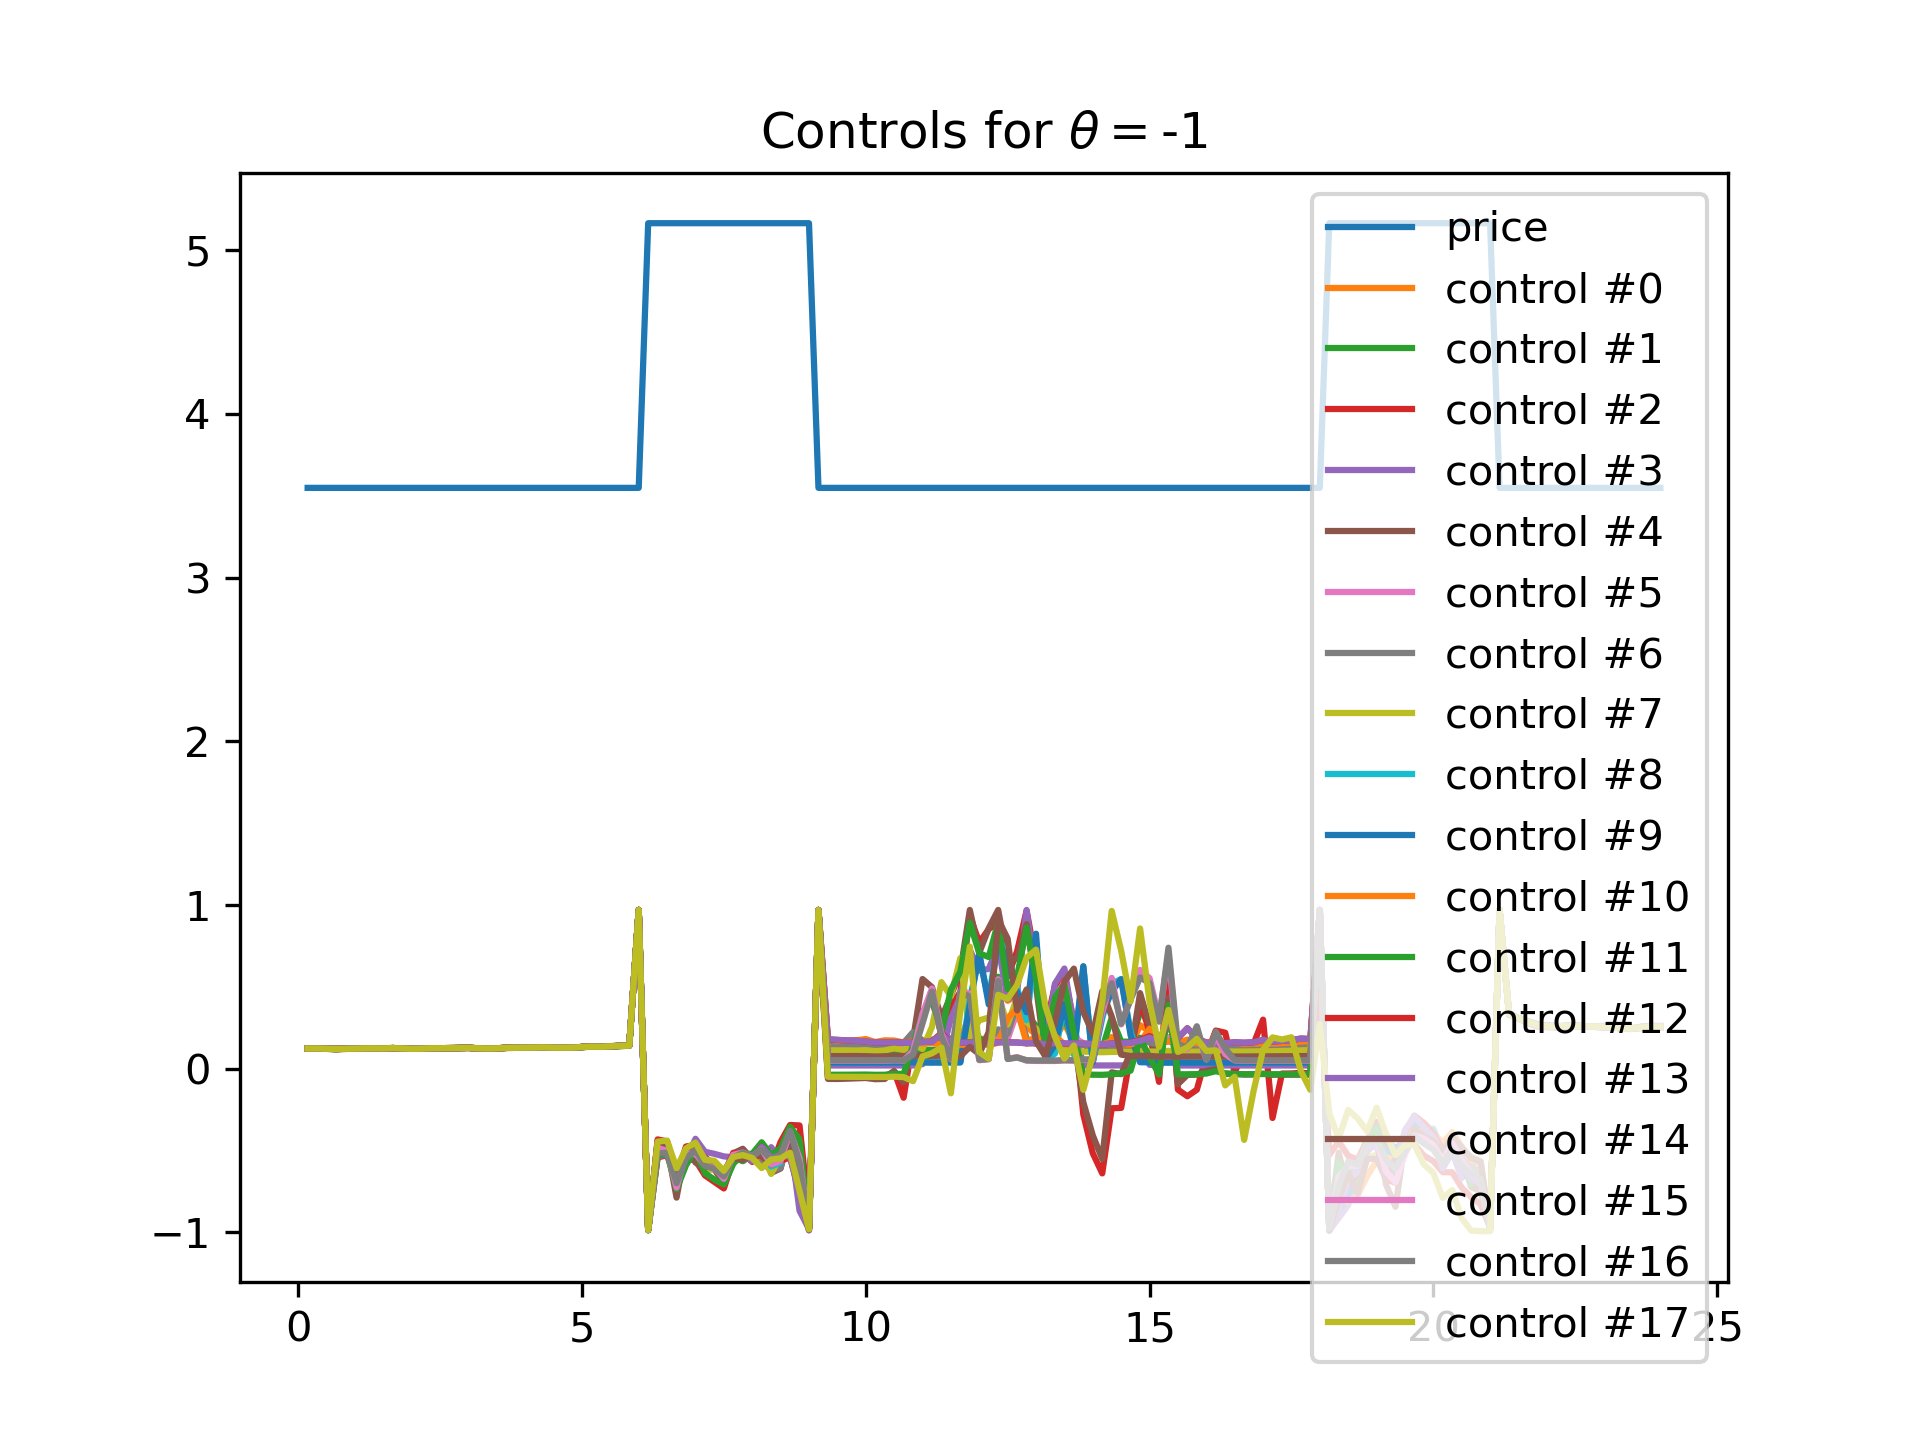 Controls for θ = -1
5
4
3
2
1
0
−1
price
control #0
control #1
control #2
control #3
control #4
control #5
control #6
control #7
control #8
control #9
control #10
control #11
control #12
control #13
control #14
control #15
control #16
control #17
0 5 10 15 20 25